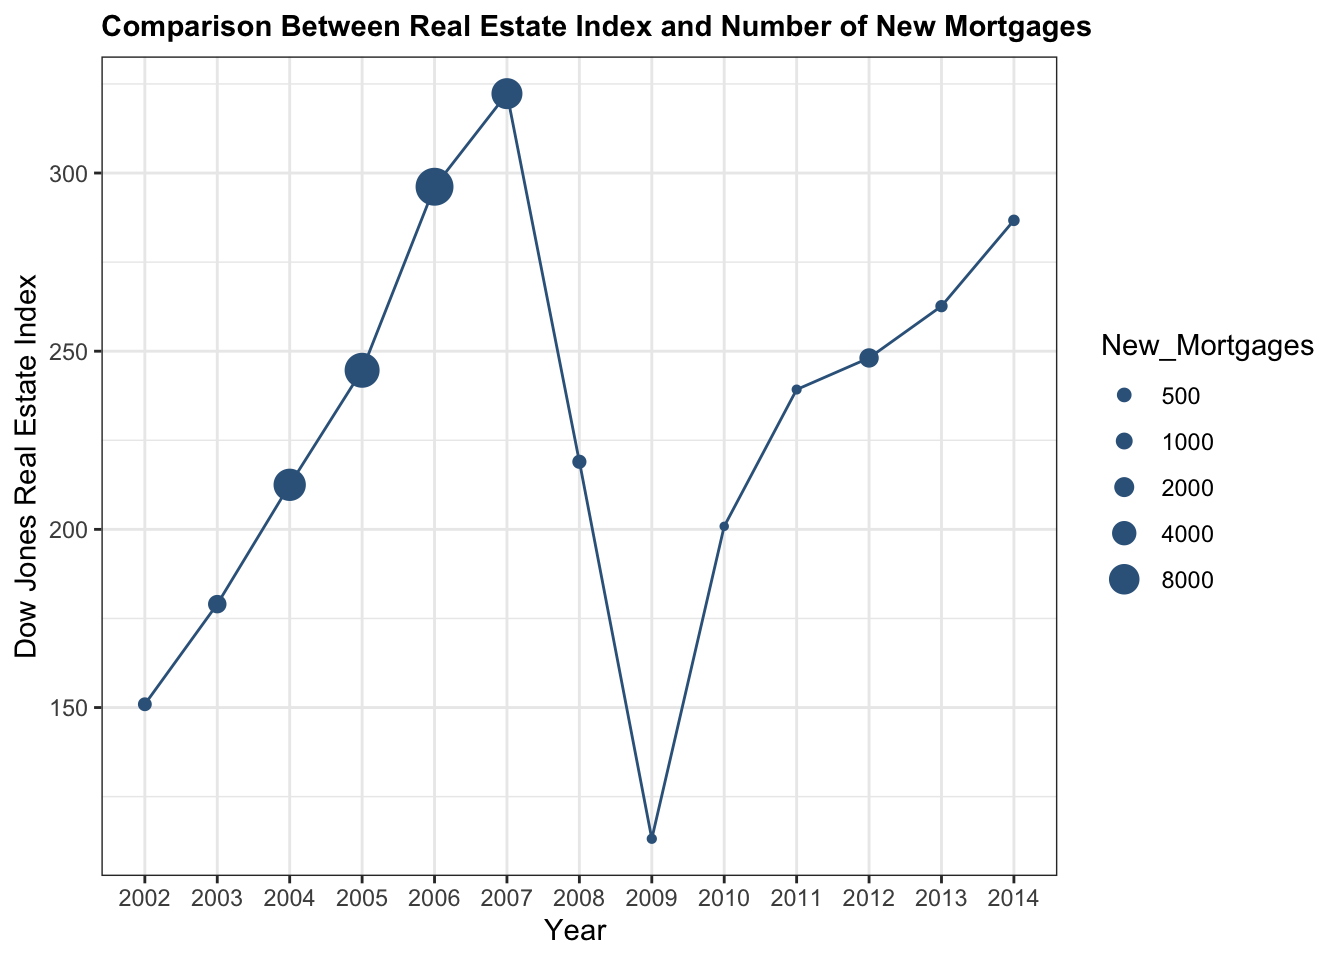 Comparison Between Real Estate Index and Number of New Mortgages
300
250
200
150
Dow Jones Real Estate Index
2002 2003 2004 2005 2006 2007 2008 2009 2010 2011 2012 2013 2014
Year
New_Mortgages
500
1000
2000
4000
8000